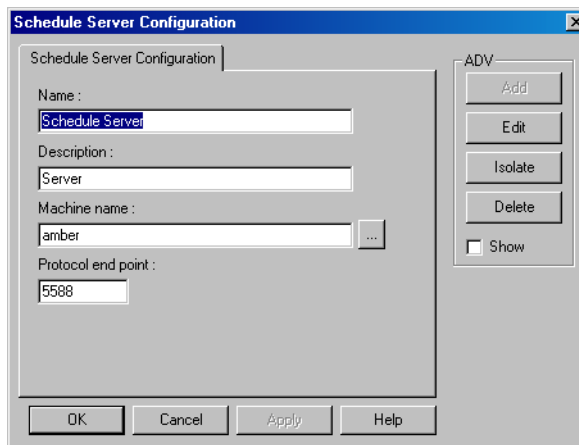 Schedule Server Configuration
Schedule Server Configuration
Name :
Schedule Server
Description :
Server
Machine name :
amber
...
Protocol end point :
5588
ADV
Add
Edit
Isolate
Delete
Show
OK
Cancel
Apply
Help